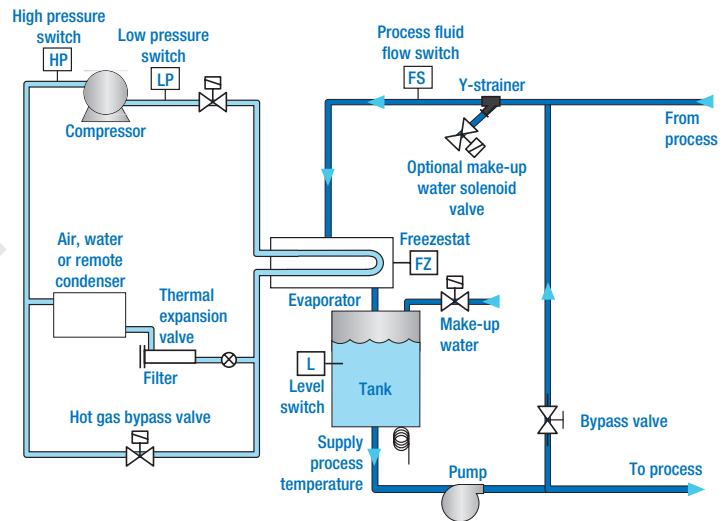 High pressure
switch
HP
Low pressure
switch
LP
Compressor
Process fluid
flow switch
FS
Y-strainer
From
process
Optional make-up
water solenoid
valve
Air, water
or remote
condenser
Thermal
expansion
valve
Filter
Freezestat
FZ
Evaporator
Make-up
water
L
Level
switch
Tank
Hot gas bypass valve
Supply
process
temperature
Pump
Bypass valve
To process